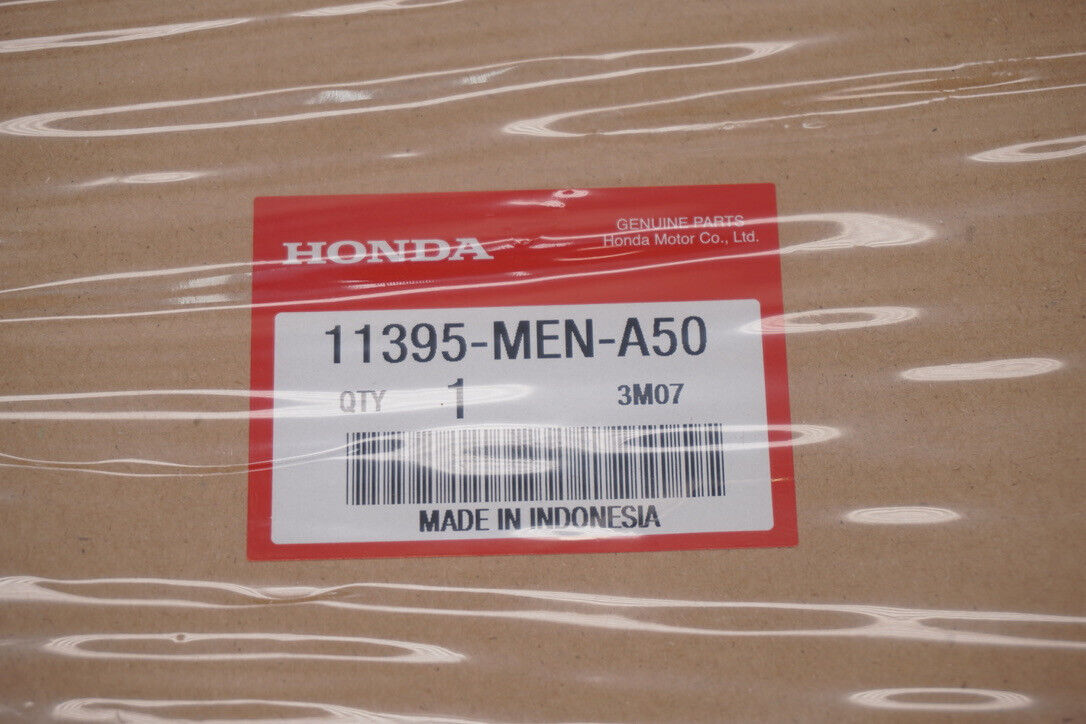 HONDA
GENUINE PARTS
Honda Motor Co., Ltd.
11395-MEN-A50
QTY 1 3M07
MADE IN INDONESIA